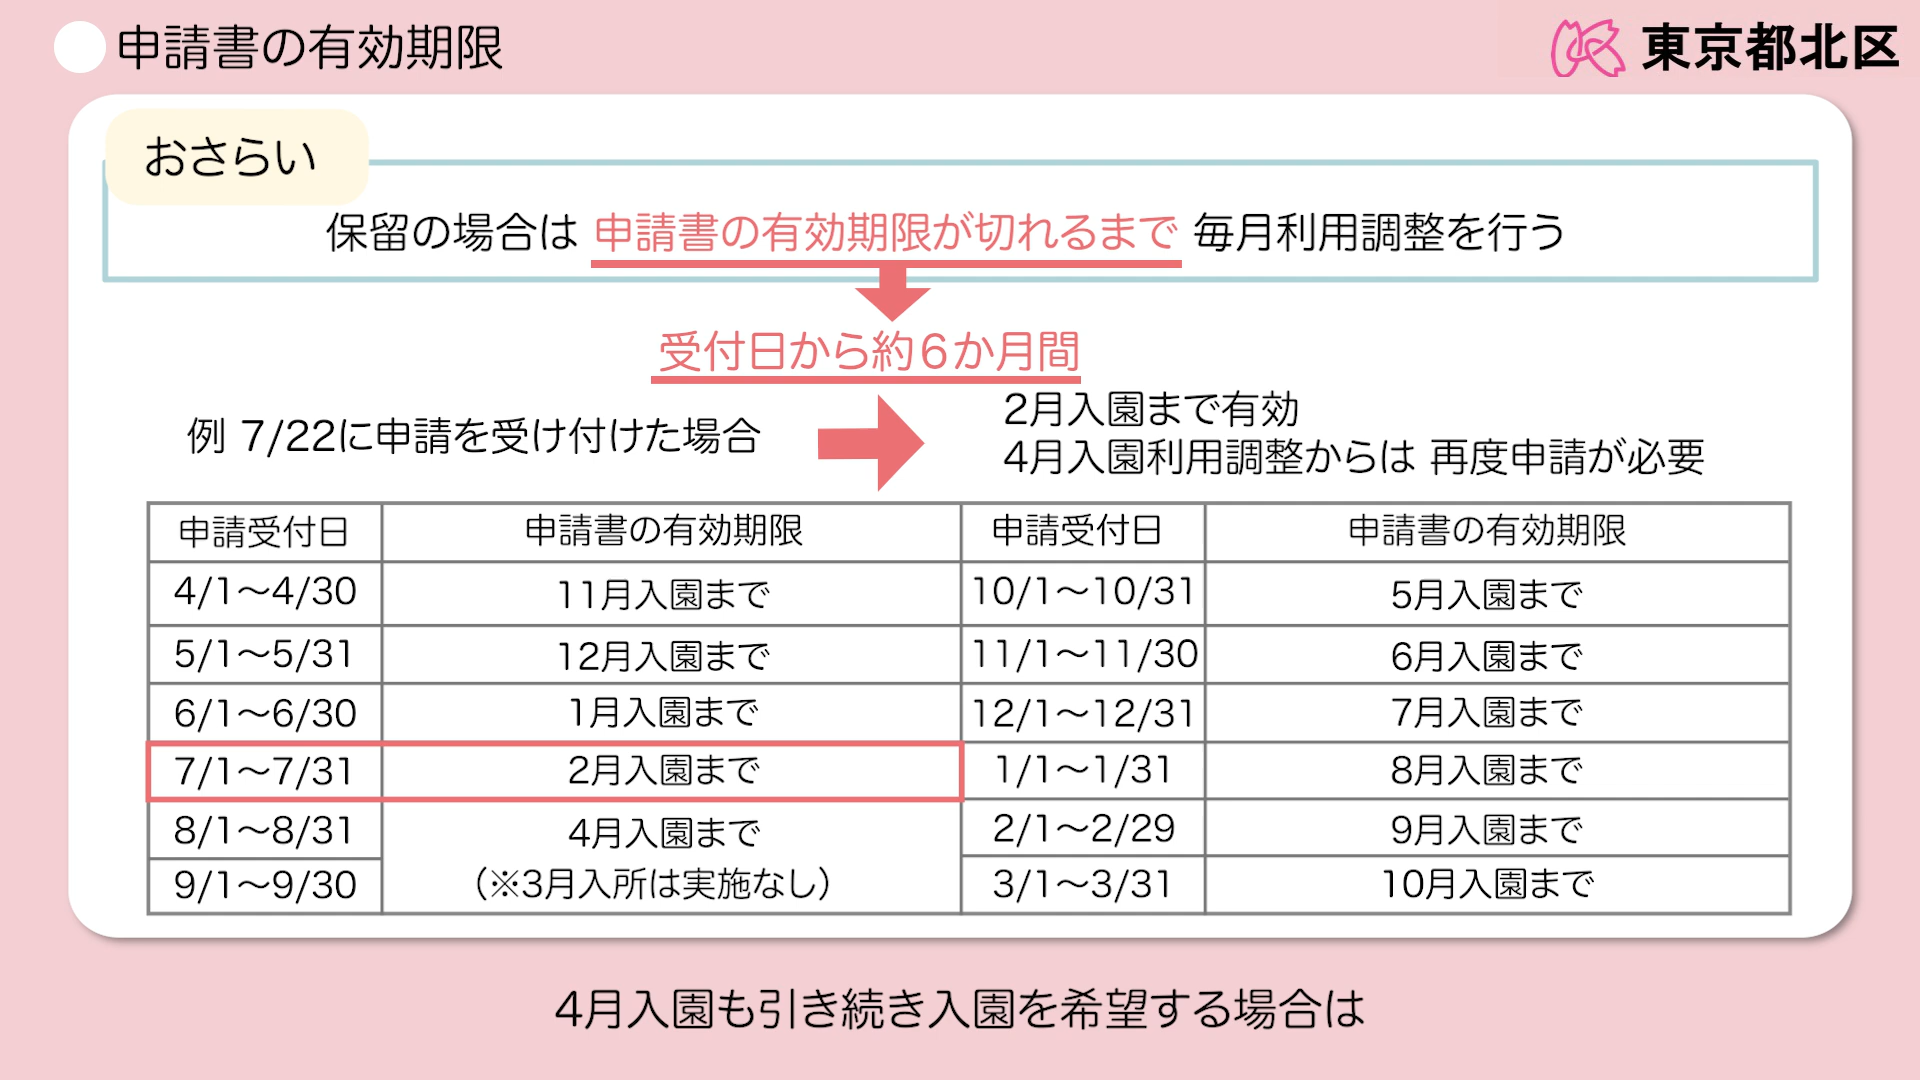 申請書の有効期限
東京都北区
おさらい
保留の場合は 申請書の有効期限が切れるまで 毎月利用調整を行う
受付日から約6か月間
例 7/22に申請を受け付けた場合
2月入園まで有効
4月入園利用調整からは 再度申請が必要
申請受付日 申請書の有効期限 申請受付日 申請書の有効期限
4/1～4/30 11月入園まで 10/1～10/31 5月入園まで
5/1～5/31 12月入園まで 11/1～11/30 6月入園まで
6/1～6/30 1月入園まで 12/1～12/31 7月入園まで
7/1～7/31 2月入園まで 1/1～1/31 8月入園まで
8/1～8/31 4月入園まで 2/1～2/29 9月入園まで
9/1～9/30 （※3月入所は実施なし） 3/1～3/31 10月入園まで
4月入園も引き続き入園を希望する場合は